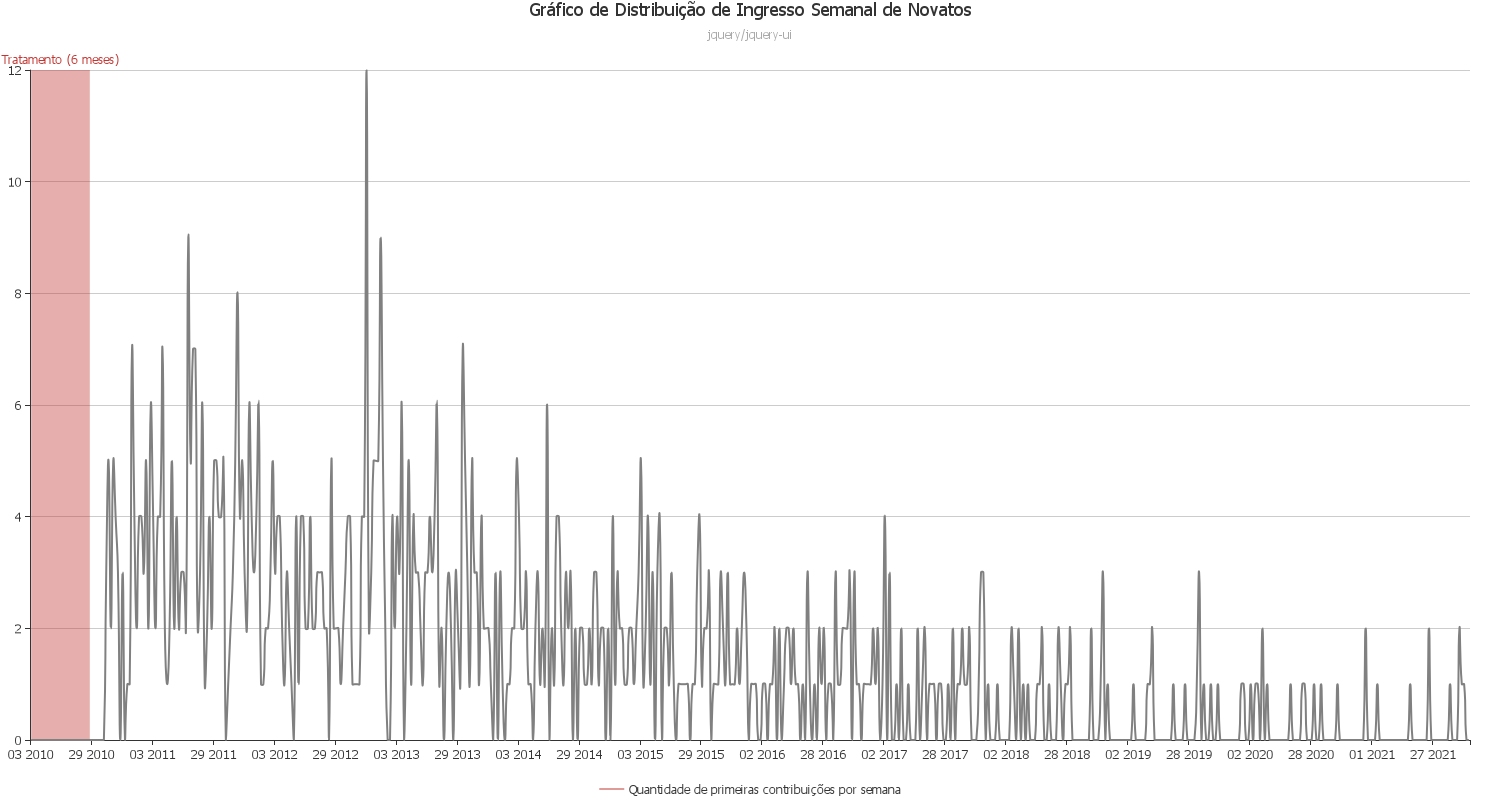 Gráfico de Distribuição de Ingresso Semanal de Novatos
jquery/jquery-ui
Tratamento (6 meses)
12
10
8
6
4
2
0
03 2010 29 2010 03 2011 29 2011 03 2012 29 2012 03 2013 29 2013 03 2014 29 2014 03 2015 29 2015 02 2016 28 2016 02 2017 28 2017 02 2018 28 2018 02 2019 28 2019 02 2020 28 2020 01 2021 27 2021
Quantidade de primeiras contribuições por semana